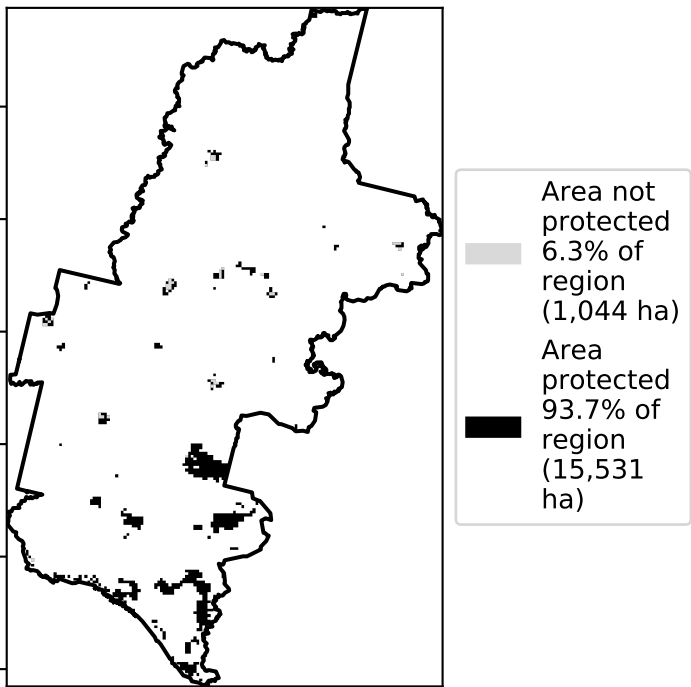 Area not
protected
6.3% of
region
(1,044 ha)
Area
protected
93.7% of
region
(15,531
ha)